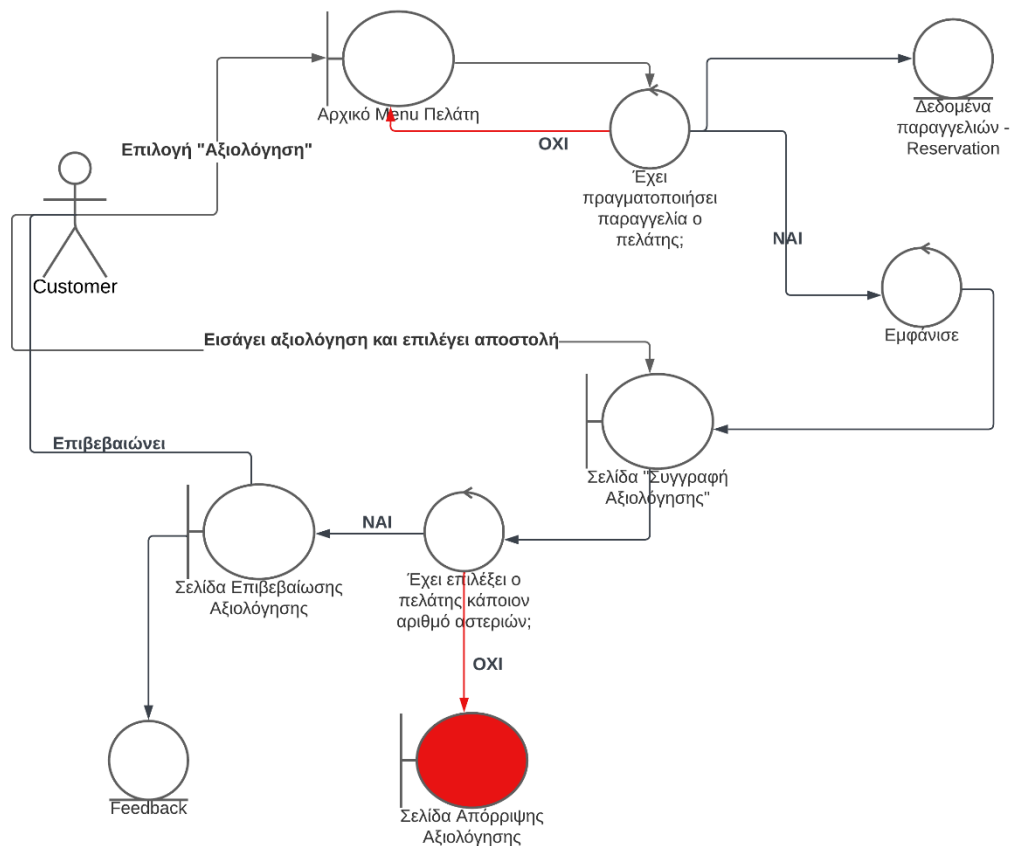 Αρχικό Menu Πελάτη
Δεδομένα
παραγγελιών -
Reservation
ΟΧΙ
Επιλογή "Αξιολόγηση"
Έχει
πραγματοποιήσει
παραγγελία ο
πελάτης;
ΝΑΙ
Customer
Εμφάνισε
Εισάγει αξιολόγηση και επιλέγει αποστολή
Επιβεβαιώνει
Σελίδα "Συγγραφή
Αξιολόγησης"
ΝΑΙ
Σελίδα Επιβεβαίωσης
Αξιολόγησης
Έχει επιλέξει ο
πελάτης κάποιον
αριθμό αστεριών;
ΟΧΙ
Feedback
Σελίδα Απόρριψης
Αξιολόγησης